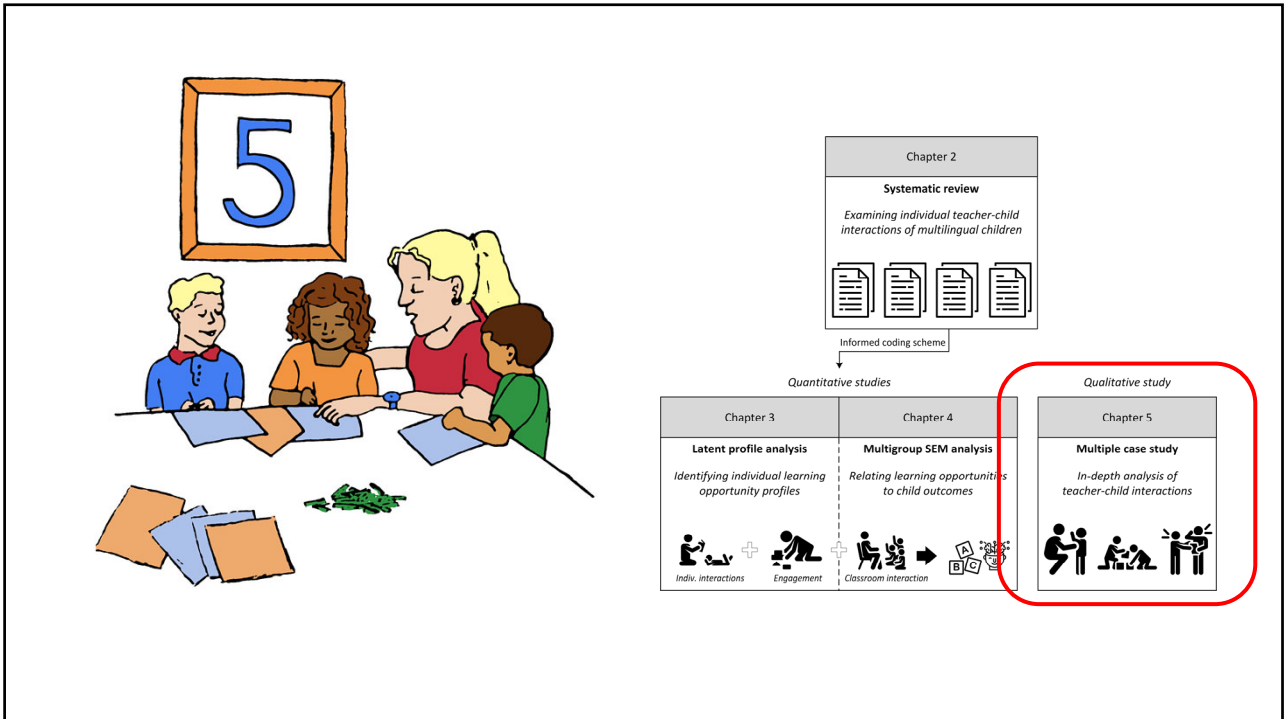 5
Chapter 2
Systematic review
Examining individual teacher-child
interactions of multilingual children
Informed coding scheme
Quantitative studies
Qualitative study
Chapter 3
Chapter 4
Chapter 5
Latent profile analysis
Identifying individual learning
opportunity profiles
Multigroup SEM analysis
Relating learning opportunities
to child outcomes
Multiple case study
In-depth analysis of
teacher-child interactions
Indiv. interactions
Engagement
Classroom interaction
A
B
C